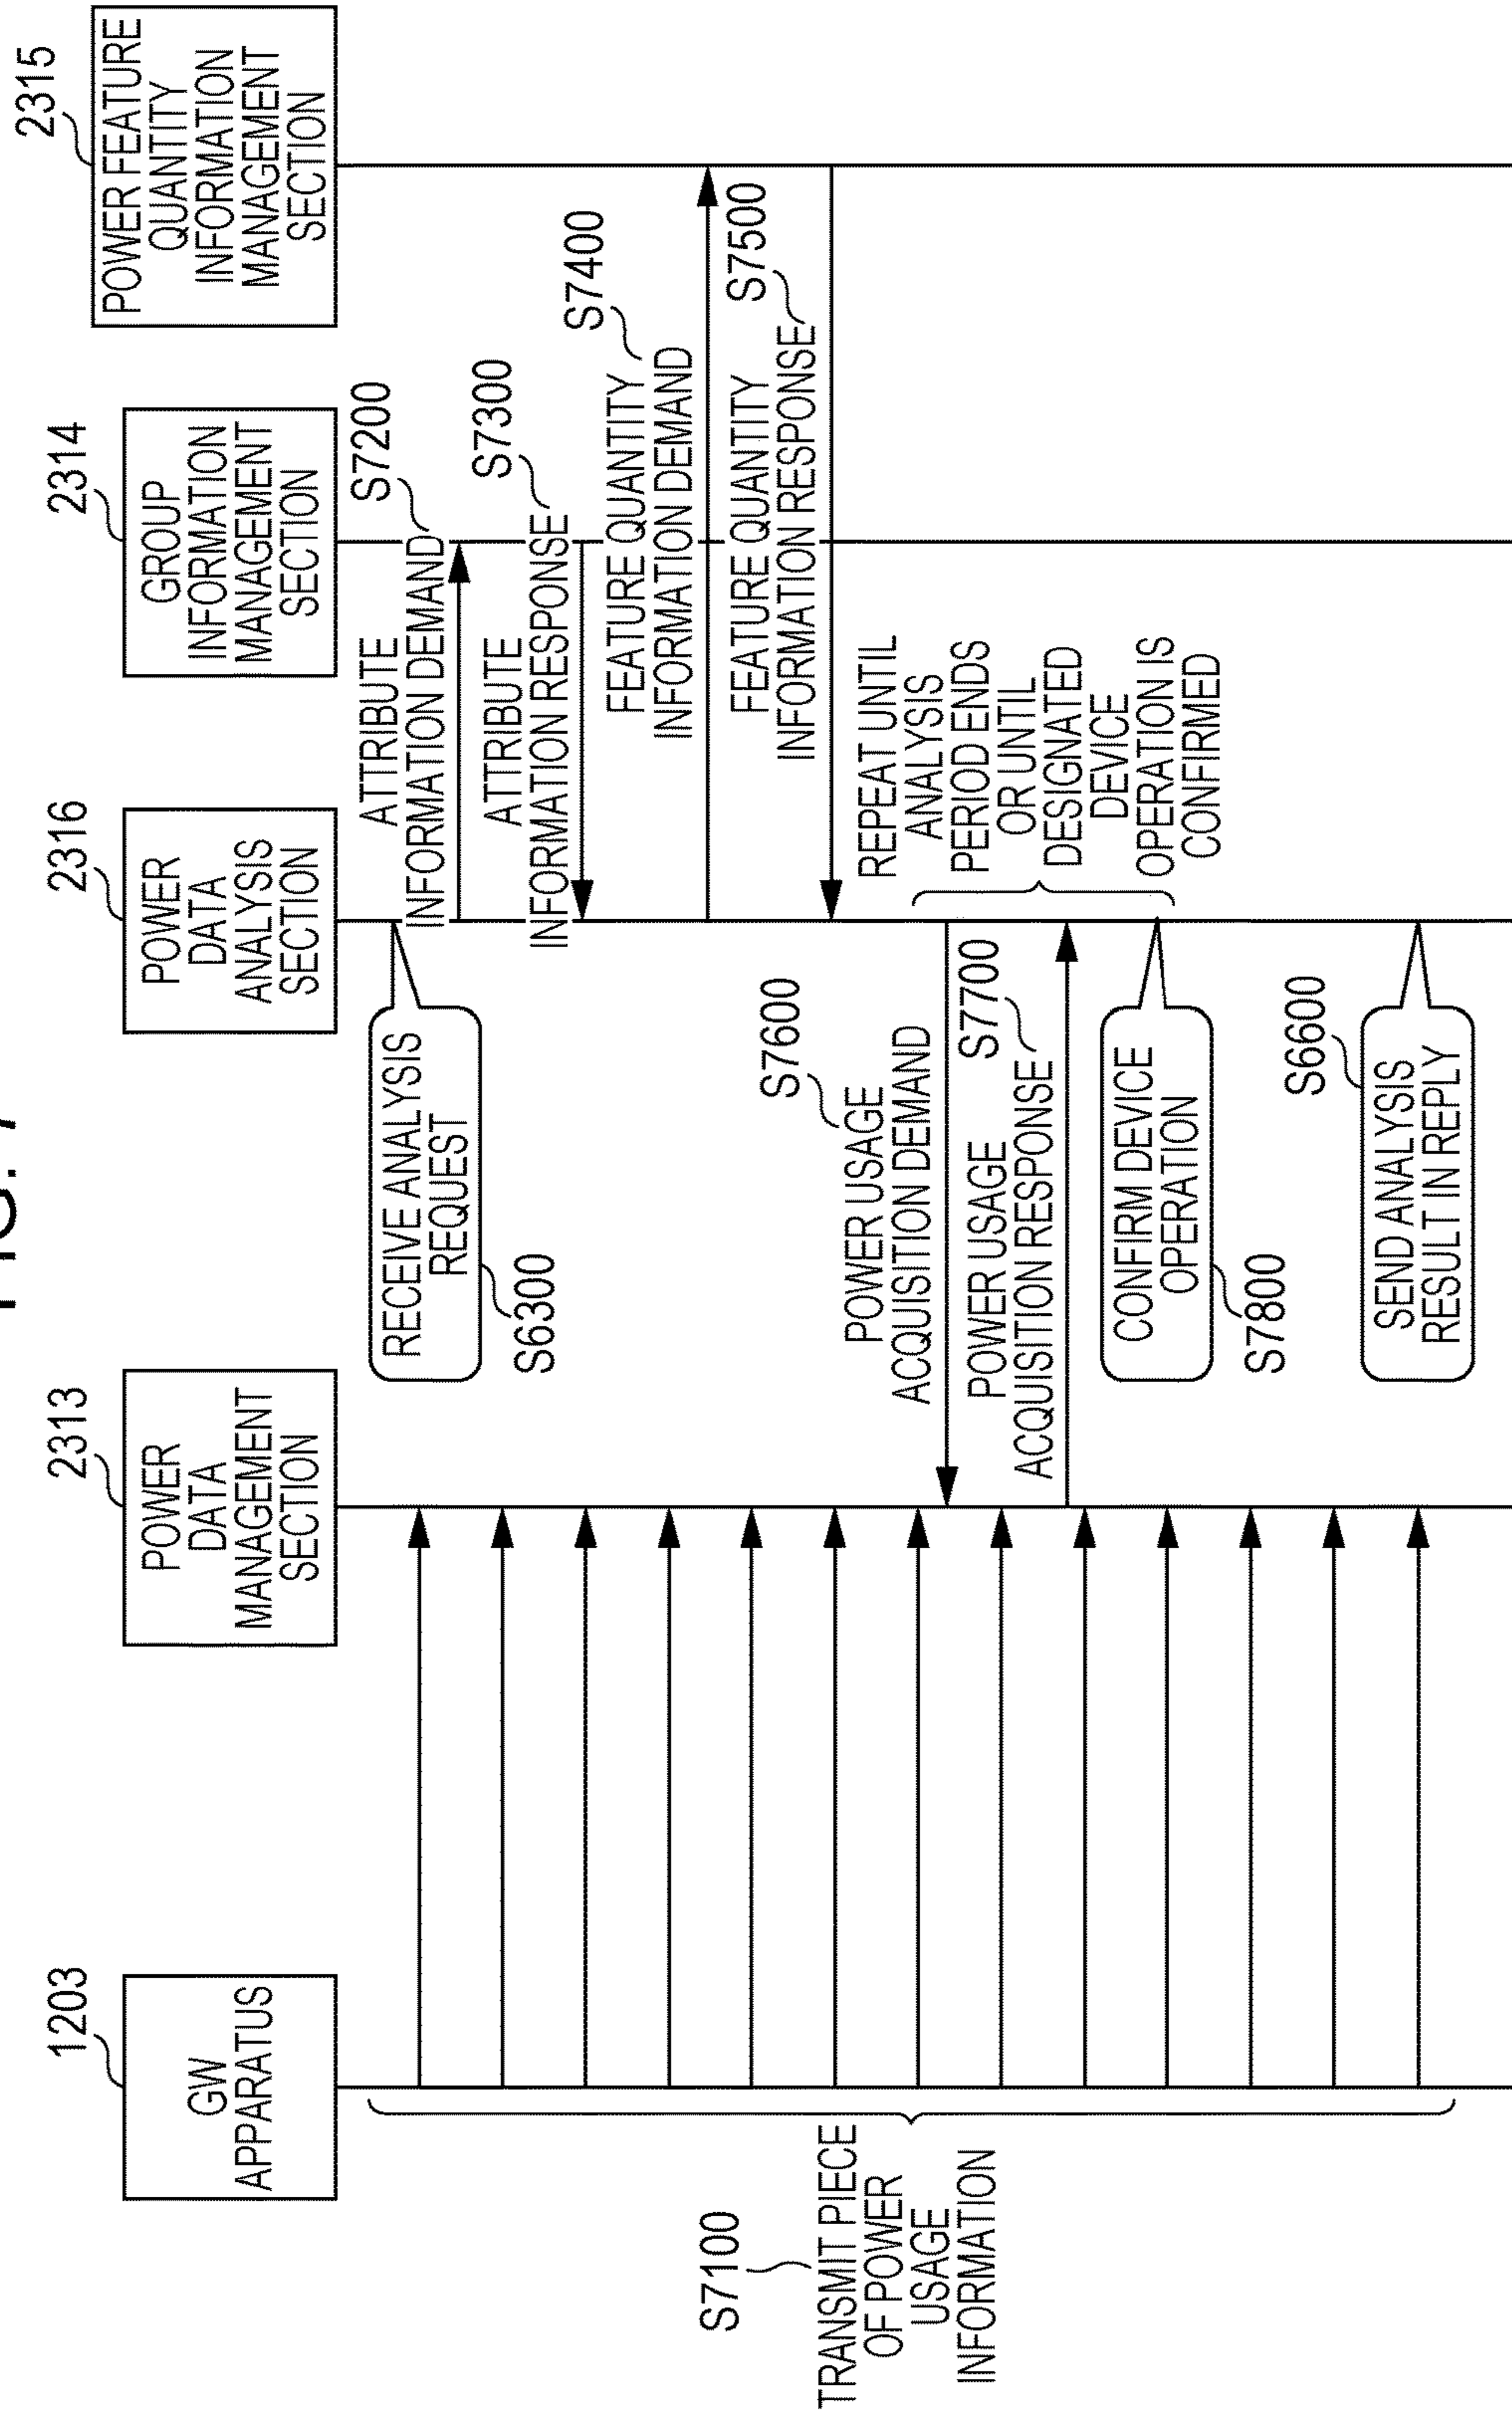 FIG. 7
1203
GW
APPARATUS
2313
POWER
DATA
MANAGEMENT
SECTION
2316
POWER
DATA
ANALYSIS
SECTION
2314
GROUP
INFORMATION
MANAGEMENT
SECTION
2315
POWER FEATURE
QUANTITY
INFORMATION
MANAGEMENT
SECTION
S7100
TRANSMIT PIECE
OF POWER
USAGE
INFORMATION
RECEIVE ANALYSIS
REQUEST
S6300
ATTRIBUTE
INFORMATION DEMAND
S7200
ATTRIBUTE
INFORMATION RESPONSE
S7300
FEATURE QUANTITY
INFORMATION DEMAND
S7400
FEATURE QUANTITY
INFORMATION RESPONSE
S7500
S7600
POWER USAGE
ACQUISITION DEMAND
POWER USAGE
ACQUISITION RESPONSE
S7700
REPEAT UNTIL
ANALYSIS
PERIOD ENDS
OR UNTIL
DESIGNATED
DEVICE
OPERATION IS
CONFIRMED
CONFIRM DEVICE
OPERATION
S7800
S6600
SEND ANALYSIS
RESULT IN REPLY